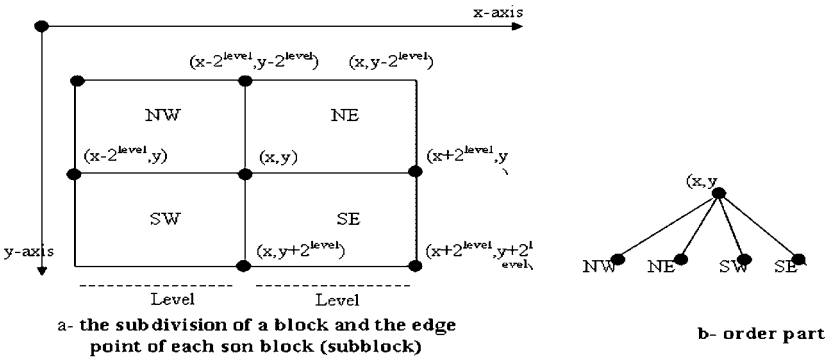 x-axis
(x-2^level,y-2^level) (x,y-2^level)
NW NE
(x-2^level,y) (x,y) (x+2^level,y
(x,y
SW SE
y-axis (x,y+2^level) (x+2^level,y+2^l
evel)
NW NE SW SE
Level Level
a- the subdivision of a block and the edge
point of each son block (subblock)
b- order part